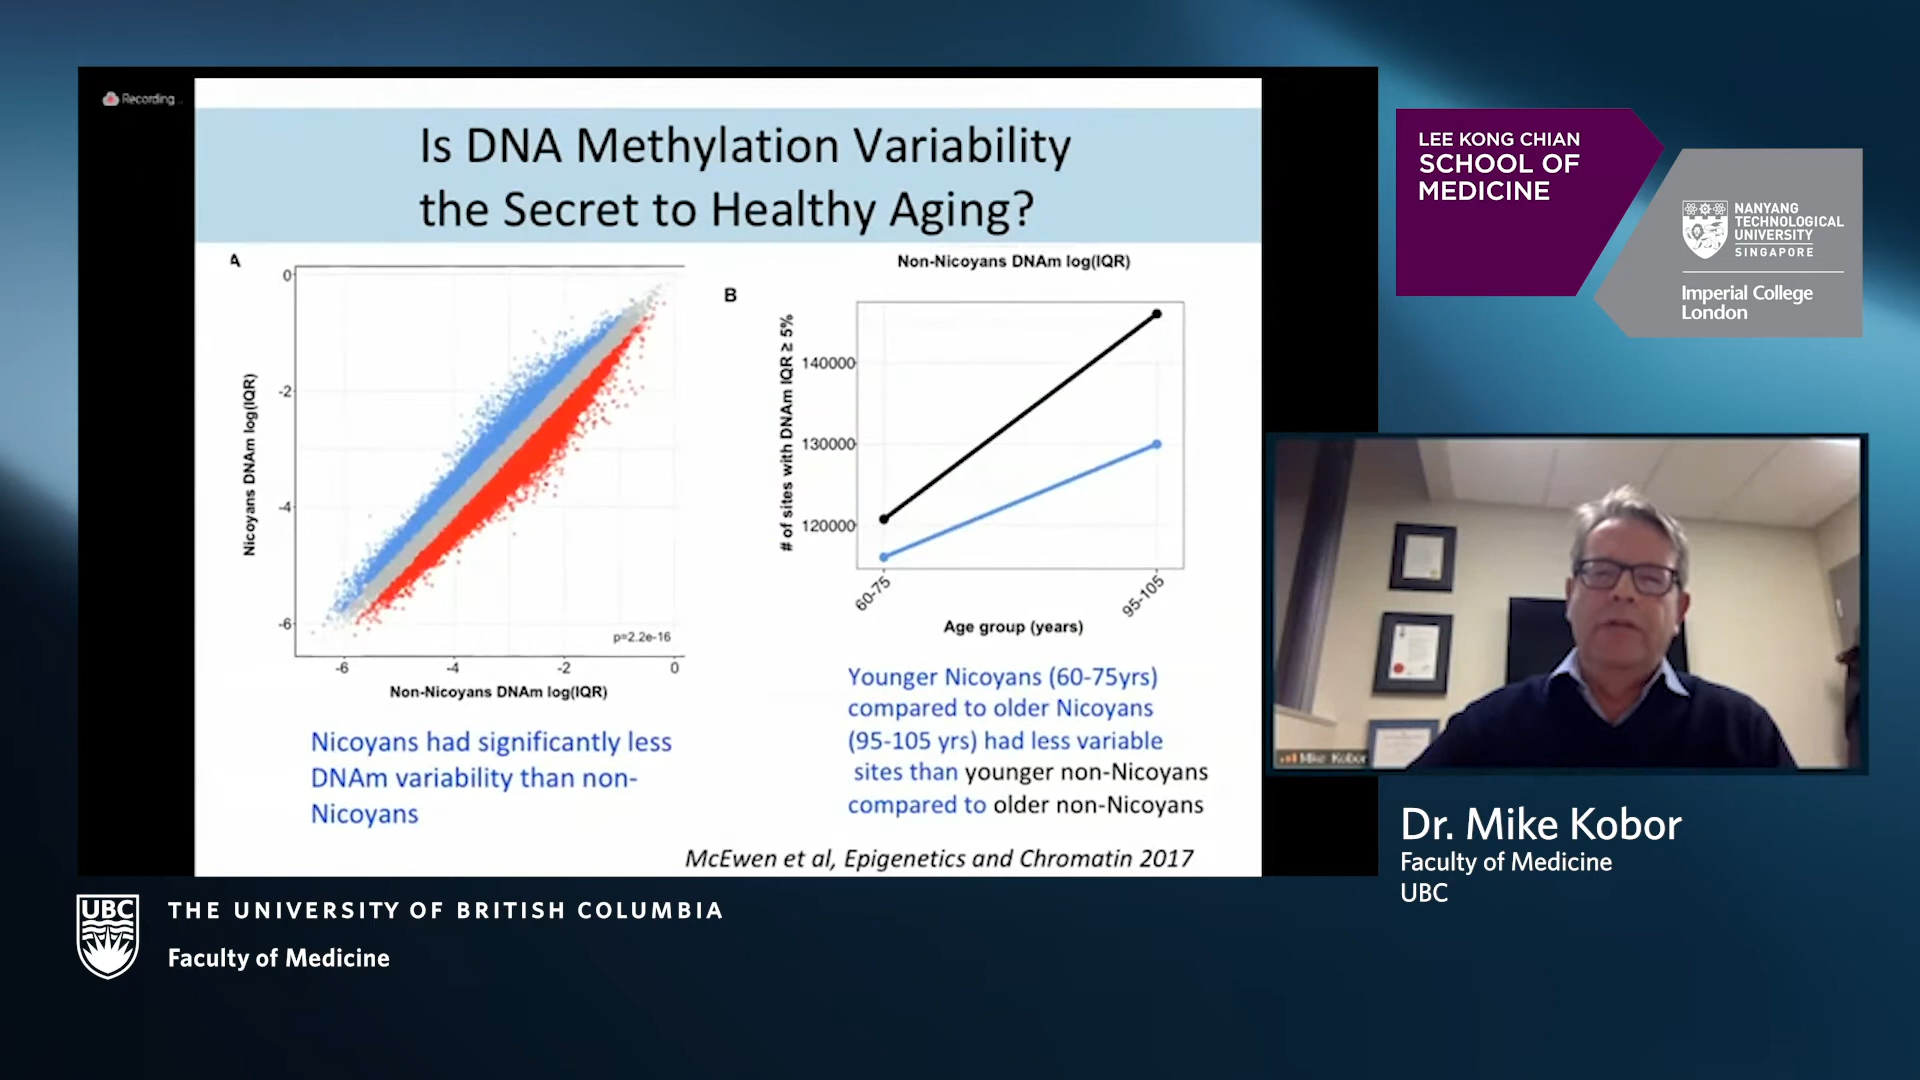 Recording
Is DNA Methylation Variability
the Secret to Healthy Aging?
A
0
-2
-4
-6
Nicoyans DNAm log(IQR)
p=2.2e-16
-6
-4
-2
0
Non-Nicoyans DNAm log(IQR)
Nicoyans had significantly less
DNAm variability than non-
Nicoyans
Non-Nicoyans DNAm log(IQR)
B
# of sites with DNAm IQR ≥ 5%
140000
130000
120000
60-75
95-105
Age group (years)
Younger Nicoyans (60-75yrs)
compared to older Nicoyans
(95-105 yrs) had less variable
sites than younger non-Nicoyans
compared to older non-Nicoyans
McEwen et al, Epigenetics and Chromatin 2017
LEE KONG CHIAN
SCHOOL OF
MEDICINE
NANYANG
TECHNOLOGICAL
UNIVERSITY
SINGAPORE
Imperial College
London
Mike Kobor
Dr. Mike Kobor
Faculty of Medicine
UBC
UBC
THE UNIVERSITY OF BRITISH COLUMBIA
Faculty of Medicine